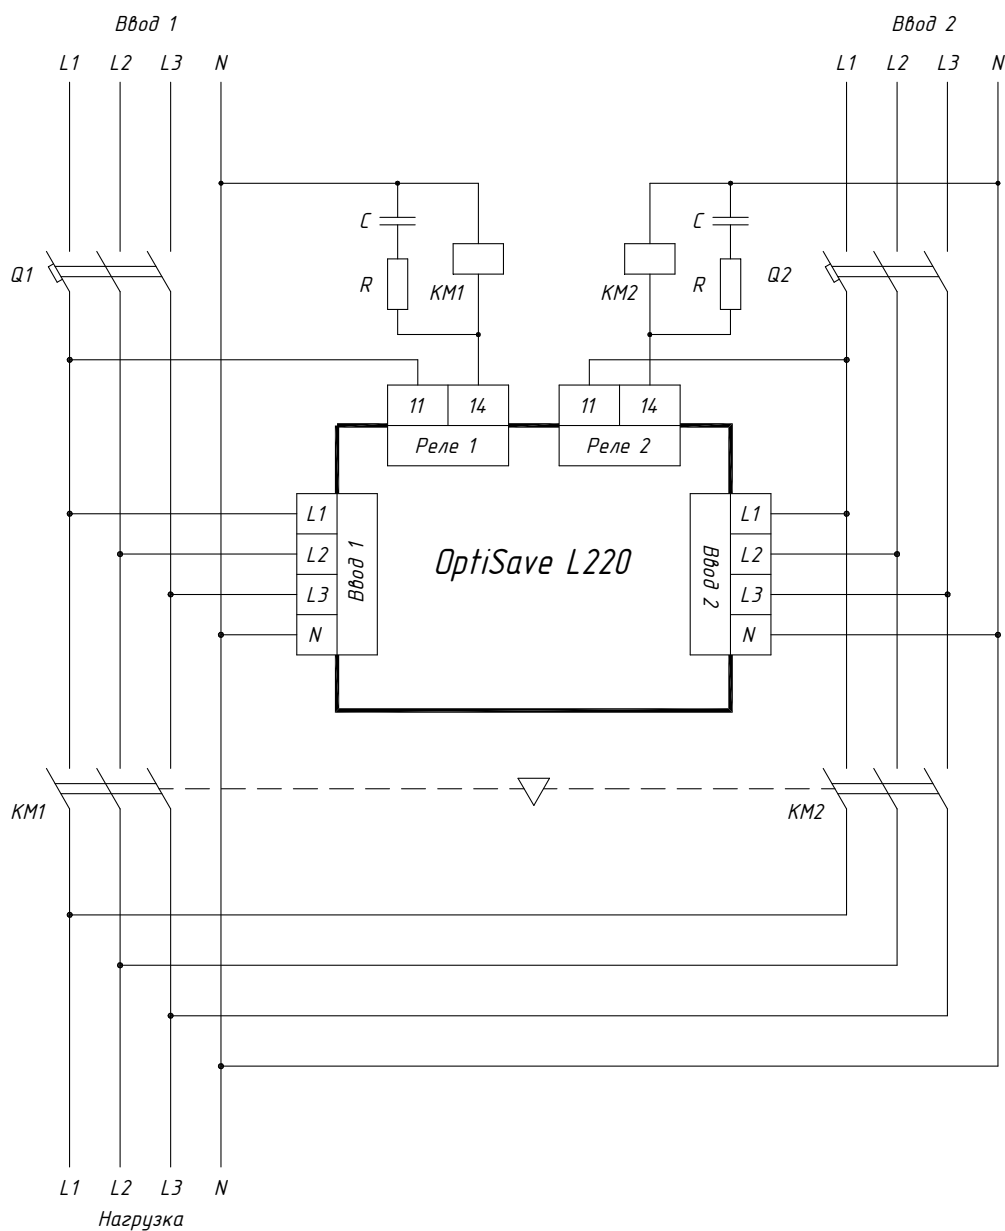 Ввод 1
Ввод 2
L1 L2 L3 N
L1 L2 L3 N
C
C
Q1
R
KM1
KM2
R
Q2
11 14
11 14
Реле 1
Реле 2
L1
L2
L3
N
Ввод 1
OptiSave L220
Ввод 2
L1
L2
L3
N
KM1
KM2
L1 L2 L3 N
Нагрузка